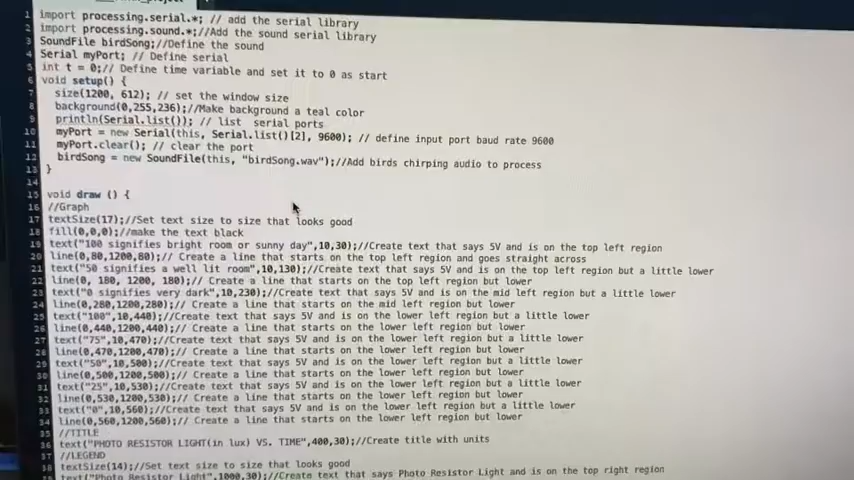 1 import processing.serial.*; // add the serial library
2 import processing.sound.*;//Add the sound serial library
3 SoundFile birdSong;//Define the sound
4 Serial myPort; // Define serial
5 int t = 0;// Define time variable and set it to 0 as start
6 void setup() {
7 size(1200, 612); // set the window size
8 background(0,255,236);//Make background a teal color
9 println(Serial.list()); // list serial ports
10 myPort = new Serial(this, Serial.list()[2], 9600); // define input port baud rate 9600
11 myPort.clear(); // clear the port
12 birdSong = new SoundFile(this, "birdSong.wav");//Add birds chirping audio to process
13 }
14
15 void draw () {
16 //Graph
17 textSize(17);//Set text size to size that looks good
18 fill(0,0,0);//make the text black
19 text("100 signifies bright room or sunny day",10,30);//Create text that says 5V and is on the top left region
20 line(0,80,1200,80);// Create a line that starts on the top left region and goes straight across
21 text("50 signifies a well lit room",10,130);//Create text that says 5V and is on the top left region but a little lower
22 line(0, 180, 1200, 180);// Create a line that starts on the top left region but lower
23 text("0 signifies very dark",10,230);//Create text that says 5V and is on the mid left region but a little lower
24 line(0,280,1200,280);// Create a line that starts on the mid left region but lower
25 text("100",10,440);//Create text that says 5V and is on the lower left region but a little lower
26 line(0,440,1200,440);// Create a line that starts on the lower left region but lower
27 text("75",10,470);//Create text that says 5V and is on the lower left region but a little lower
28 line(0,470,1200,470);// Create a line that starts on the lower left region but lower
29 text("50",10,500);//Create text that says 5V and is on the lower left region but a little lower
30 line(0,500,1200,500);// Create a line that starts on the lower left region but lower
31 text("25",10,530);//Create text that says 5V and is on the lower left region but a little lower
32 line(0,530,1200,530);// Create a line that starts on the lower left region but lower
33 text("0",10,560);//Create text that says 5V and is on the lower left region but a little lower
34 line(0,560,1200,560);// Create a line that starts on the lower left region but lower
35 //TITLE
36 text("PHOTO RESISTOR LIGHT(in lux) VS. TIME",400,30);//Create title with units
37 //LEGEND
38 textSize(14);//Set text size to size that looks good
text("Photo Resistor Light",1000,30);//Create text that says Photo Resistor Light and is on the top right region